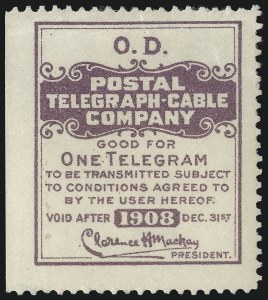 O. D.
POSTAL
TELEGRAPH-CABLE
COMPANY
GOOD FOR
ONE TELEGRAM
TO BE TRANSMITTED SUBJECT
TO CONDITIONS AGREED TO
BY THE USER HEREOF.
VOID AFTER 1908 DEC. 31ST
Clarence H Mackay
PRESIDENT.